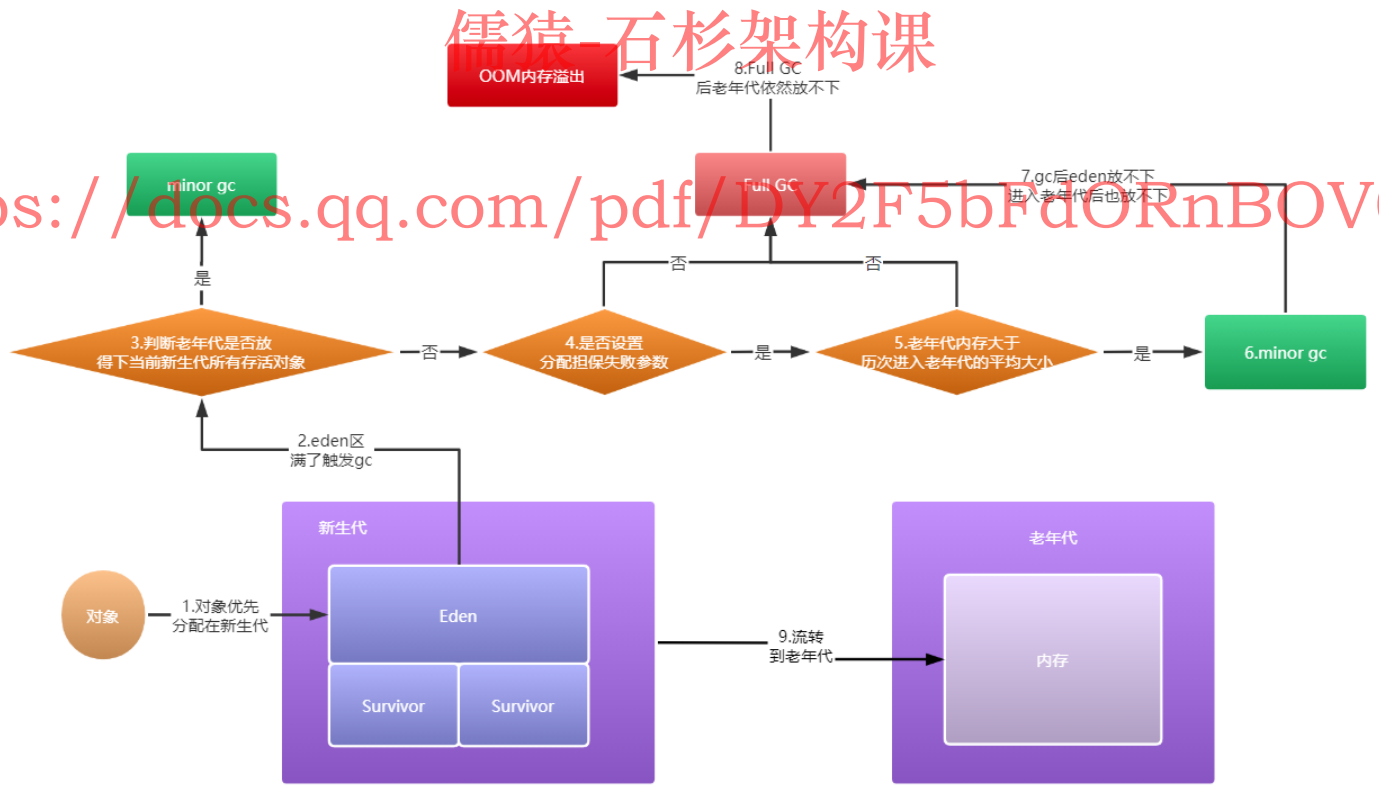 儒猿-石杉架构课
OOM内存溢出
8.Full GC
后老年代依然放不下
minor gc
Full GC
7.gc后eden放不下
进入老年代后也放不下
ps://docs.qq.com/pdf/DY2F5bFdORnBOV
是
否
否
3.判断老年代是否放
得下当前新生代所有存活对象
否
4.是否设置
分配担保失败参数
是
5.老年代内存大于
历次进入老年代的平均大小
是
6.minor gc
2.eden区
满了触发gc
新生代
老年代
对象
1.对象优先
分配在新生代
Eden
Survivor
Survivor
9.流转
到老年代
内存